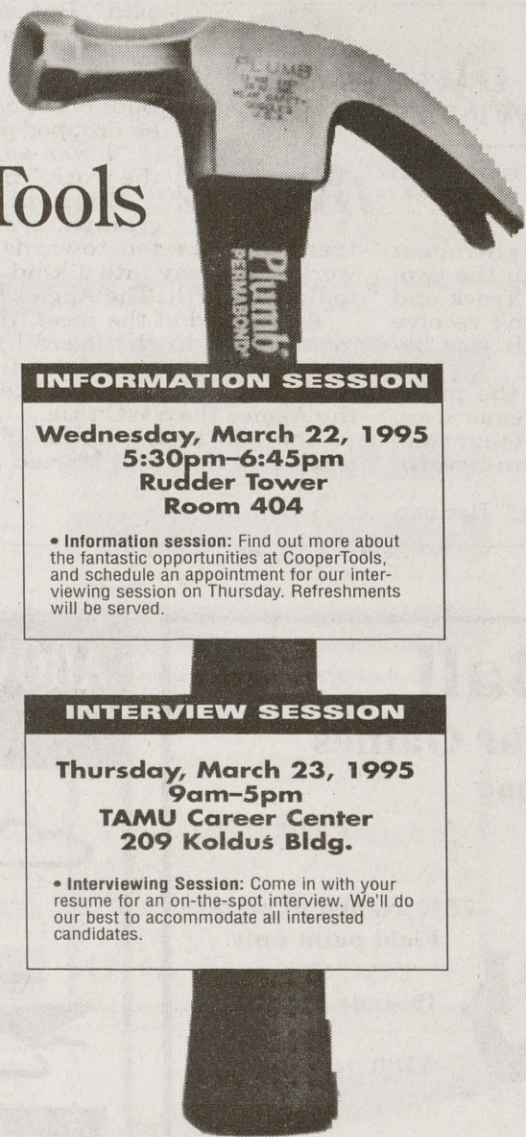 PLUMB
Tools
Plumb
PERMABOND
INFORMATION SESSION
Wednesday, March 22, 1995
5:30pm–6:45pm
Rudder Tower
Room 404
• Information session: Find out more about
the fantastic opportunities at CooperTools,
and schedule an appointment for our inter-
viewing session on Thursday. Refreshments
will be served.
INTERVIEW SESSION
Thursday, March 23, 1995
9am–5pm
TAMU Career Center
209 Koldus Bldg.
• Interviewing Session: Come in with your
resume for an on-the-spot interview. We'll do
our best to accommodate all interested
candidates.